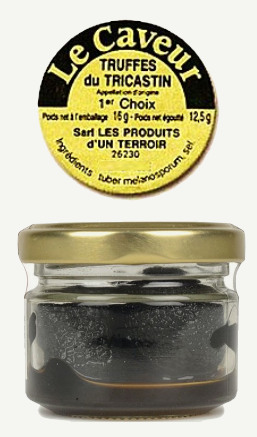 Le Caveur
TRUFFES
du TRICASTIN
Appellation d'origine
1er Choix
Poids net à l'emballage 16g - Poids net égoutté 12,5g
Sarl LES PRODUITS
d'UN TERROIR
26230
Ingrédients: tuber melanosporum, sel